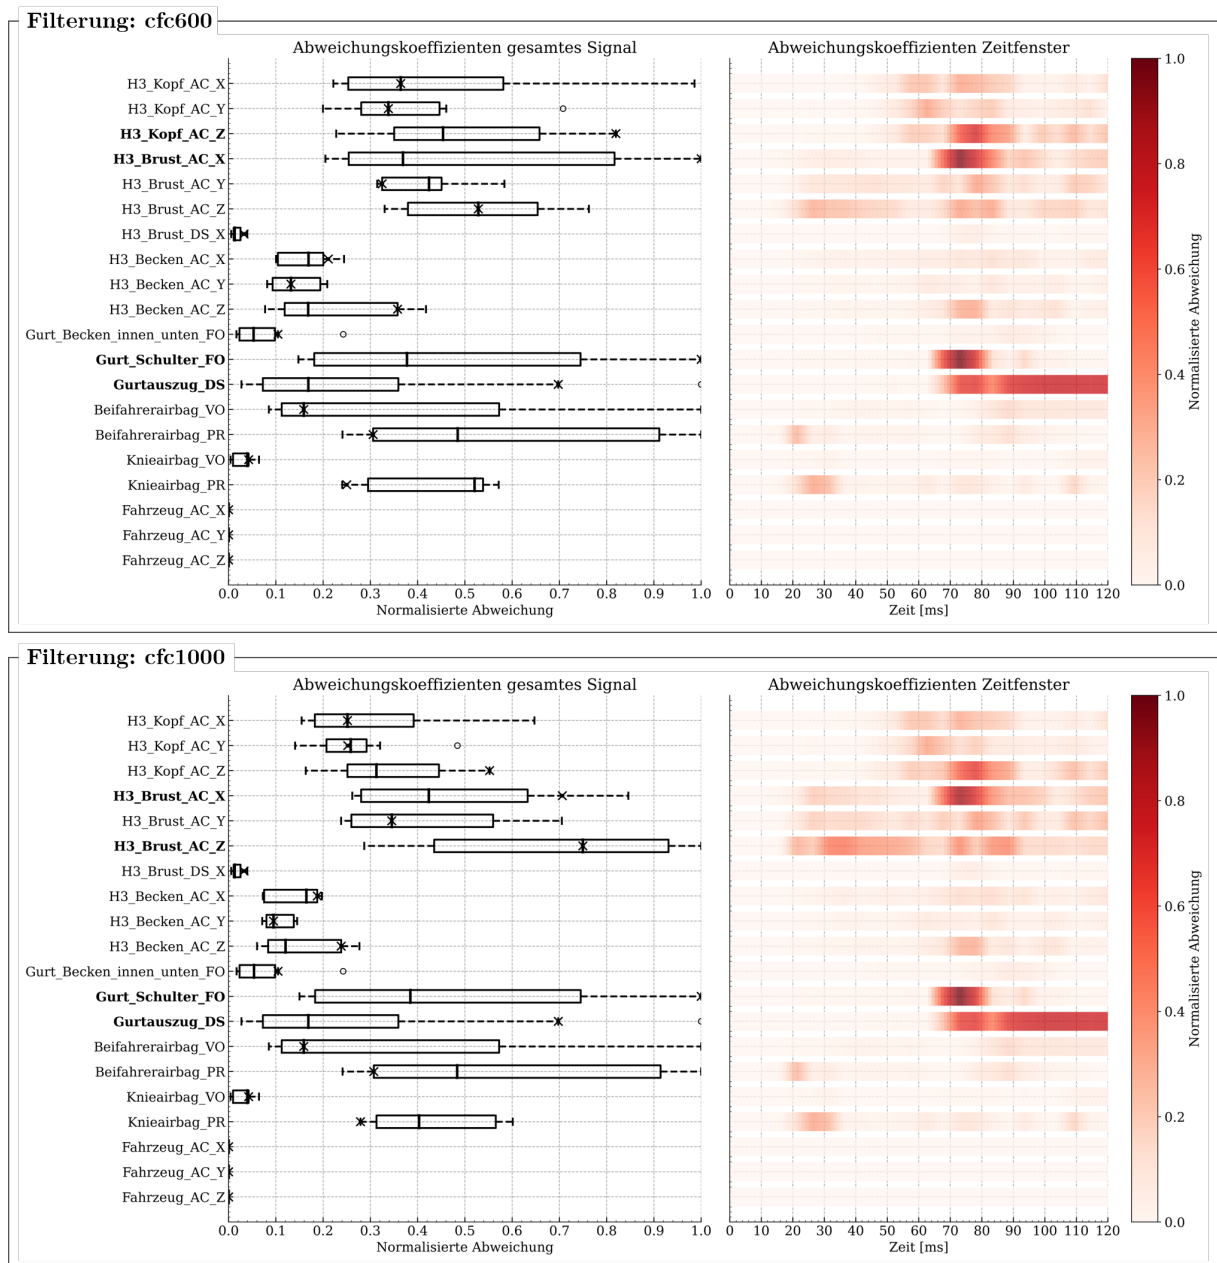 Filterung: cfc600
Abweichungskoeffizienten gesamtes Signal
Abweichungskoeffizienten Zeitfenster
H3_Kopf_AC_X
H3_Kopf_AC_Y
H3_Kopf_AC_Z
H3_Brust_AC_X
H3_Brust_AC_Y
H3_Brust_AC_Z
H3_Brust_DS_X
H3_Becken_AC_X
H3_Becken_AC_Y
H3_Becken_AC_Z
Gurt_Becken_innen_unten_FO
Gurt_Schulter_FO
Gurtauszug_DS
Beifahrerairbag_VO
Beifahrerairbag_PR
Knieairbag_VO
Knieairbag_PR
Fahrzeug_AC_X
Fahrzeug_AC_Y
Fahrzeug_AC_Z
0.0 0.1 0.2 0.3 0.4 0.5 0.6 0.7 0.8 0.9 1.0
Normalisierte Abweichung
0 10 20 30 40 50 60 70 80 90 100 110 120
Zeit [ms]
1.0
0.8
0.6
0.4
0.2
0.0
Normalisierte Abweichung
Filterung: cfc1000
Abweichungskoeffizienten gesamtes Signal
Abweichungskoeffizienten Zeitfenster
H3_Kopf_AC_X
H3_Kopf_AC_Y
H3_Kopf_AC_Z
H3_Brust_AC_X
H3_Brust_AC_Y
H3_Brust_AC_Z
H3_Brust_DS_X
H3_Becken_AC_X
H3_Becken_AC_Y
H3_Becken_AC_Z
Gurt_Becken_innen_unten_FO
Gurt_Schulter_FO
Gurtauszug_DS
Beifahrerairbag_VO
Beifahrerairbag_PR
Knieairbag_VO
Knieairbag_PR
Fahrzeug_AC_X
Fahrzeug_AC_Y
Fahrzeug_AC_Z
0.0 0.1 0.2 0.3 0.4 0.5 0.6 0.7 0.8 0.9 1.0
Normalisierte Abweichung
0 10 20 30 40 50 60 70 80 90 100 110 120
Zeit [ms]
1.0
0.8
0.6
0.4
0.2
0.0
Normalisierte Abweichung